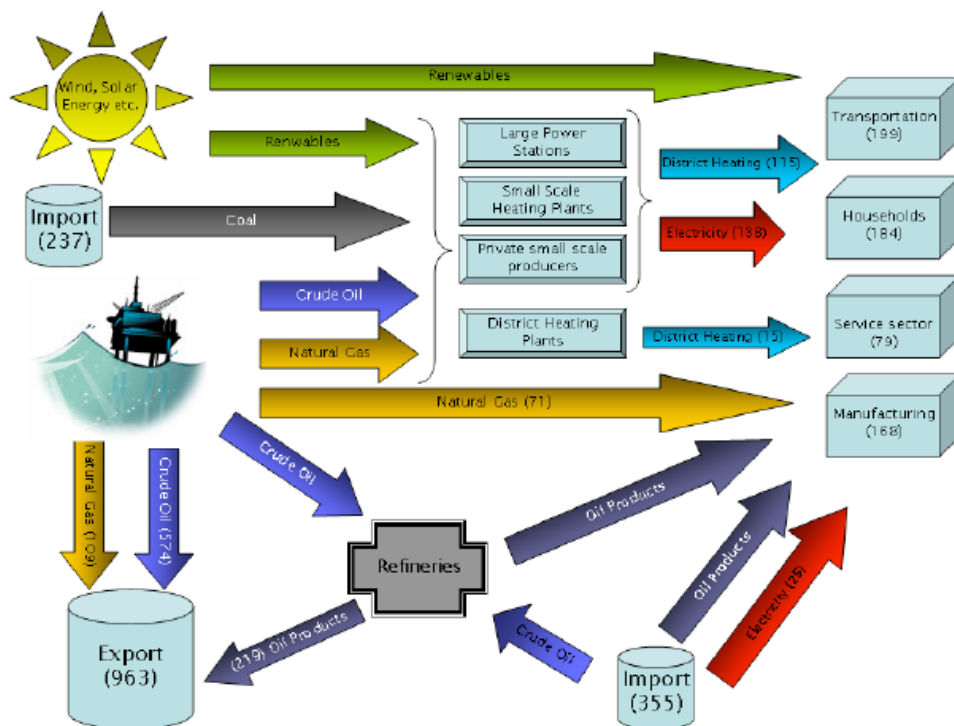 Wind, Solar
Energy etc.
Renewables
Renwables
Large Power
Stations
Transportation
(199)
District Heating (115)
Import
(237)
Coal
Small Scale
Heating Plants
Electricity (138)
Households
(184)
Private small scale
producers
Crude Oil
District Heating
Plants
District Heating (15)
Service sector
(79)
Natural Gas
Natural Gas (71)
Manufacturing
(168)
Natural Gas (109)
Crude Oil (574)
Crude Oil
Oil Products
Refineries
Oil Products
Electricity (25)
(219) Oil Products
Crude Oil
Export
(963)
Import
(355)